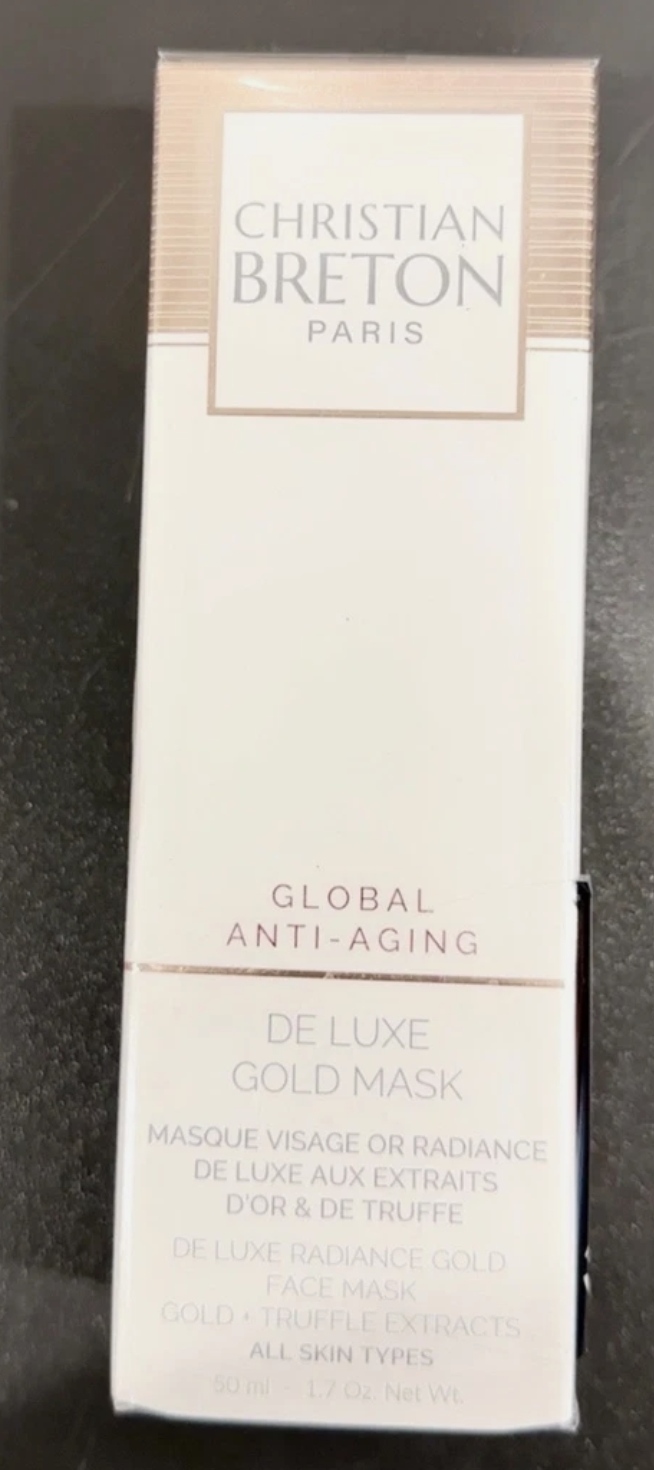 CHRISTIAN
BRETON
PARIS
GLOBAL
ANTI-AGING
DE LUXE
GOLD MASK
MASQUE VISAGE OR RADIANCE
DE LUXE AUX EXTRAITS
D'OR & DE TRUFFE
DE LUXE RADIANCE GOLD
FACE MASK
GOLD • TRUFFLE EXTRACTS
ALL SKIN TYPES
50 ml - 1.7 Oz. Net Wt.